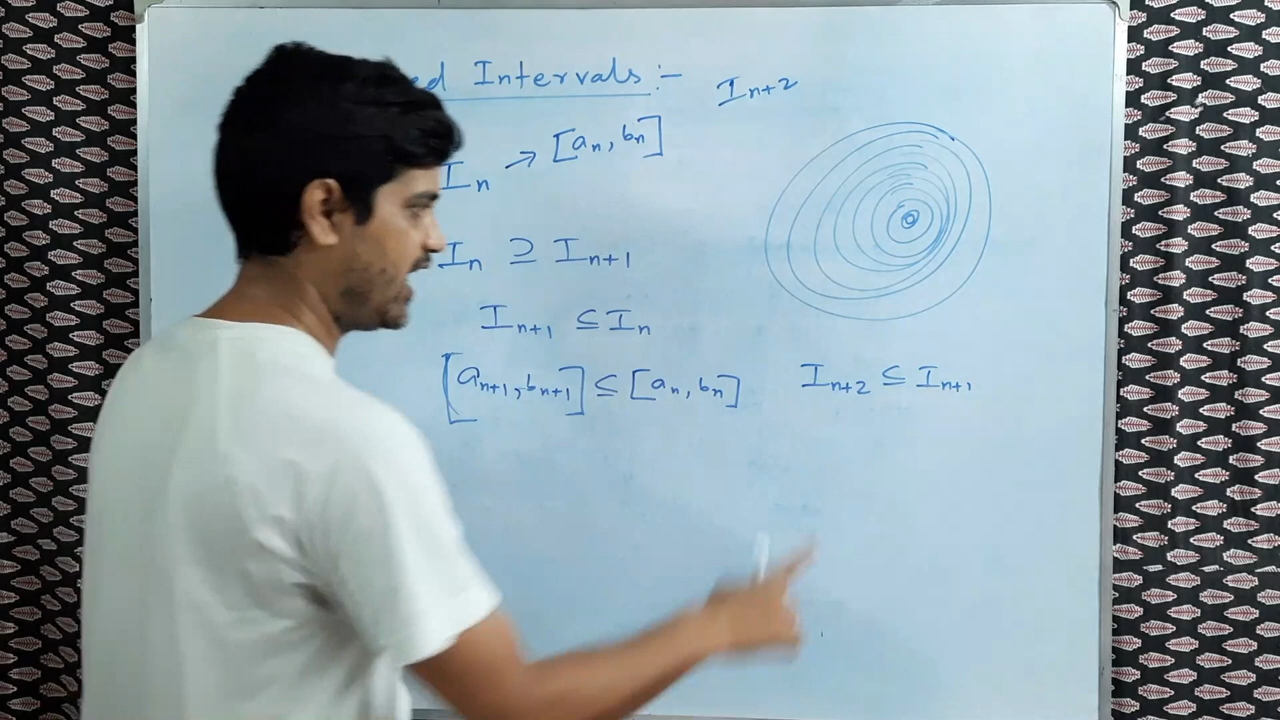 Intervals :-
Iₙ₊₂
Iₙ → [aₙ, bₙ]
Iₙ ⊇ Iₙ₊₁
Iₙ₊₁ ⊆ Iₙ
[aₙ₊₁, bₙ₊₁] ⊆ [aₙ, bₙ]
Iₙ₊₂ ⊆ Iₙ₊₁